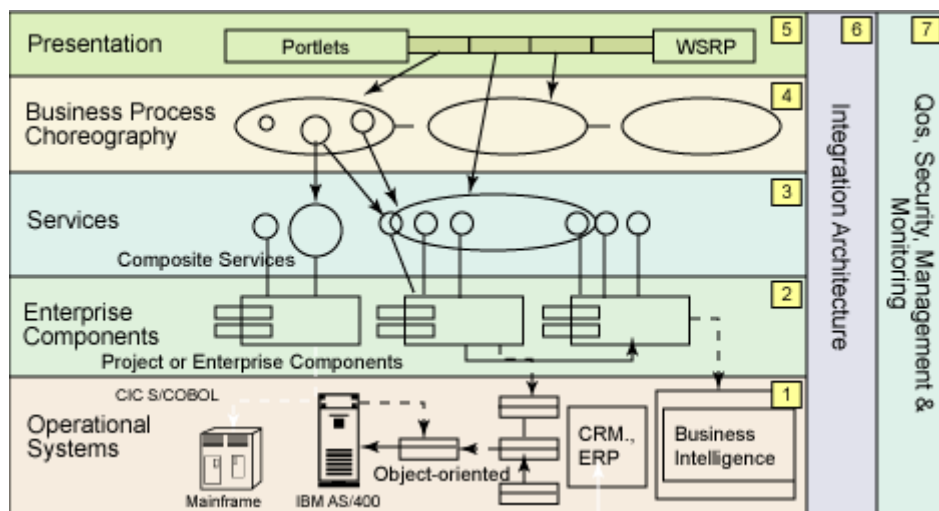 Presentation
Portlets
WSRP
5
6
7
Business Process
Choreography
4
Services
3
Composite Services
Enterprise
Components
2
Project or Enterprise Components
CIC S/COBOL
1
Operational
Systems
Mainframe
IBM AS/400
Object-oriented
CRM.,
ERP
Business
Intelligence
Integration Architecture
Qos, Security, Management &
Monitoring